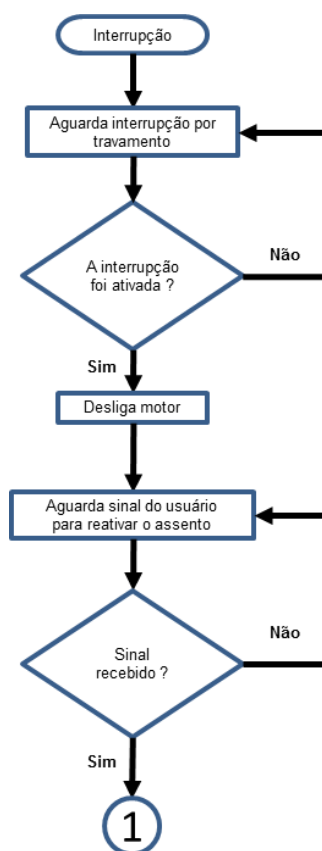 Interrupção
Aguarda interrupção por
travamento
A interrupção
foi ativada ?
Não
Sim
Desliga motor
Aguarda sinal do usuário
para reativar o assento
Não
Sinal
recebido ?
Sim
1